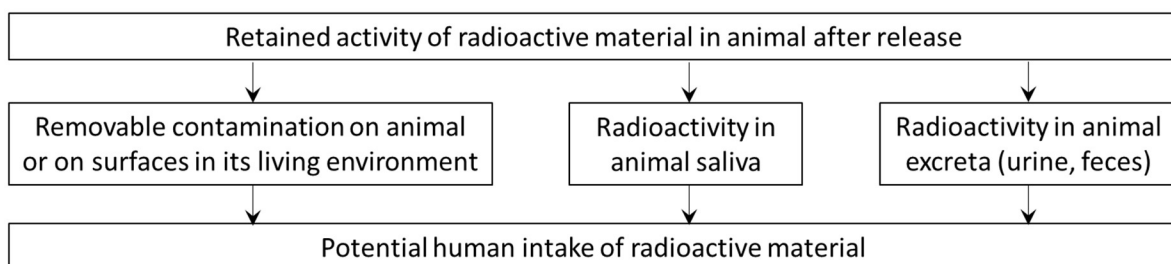 Retained activity of radioactive material in animal after release
Removable contamination on animal
or on surfaces in its living environment
Radioactivity in
animal saliva
Radioactivity in animal
excreta (urine, feces)
Potential human intake of radioactive material